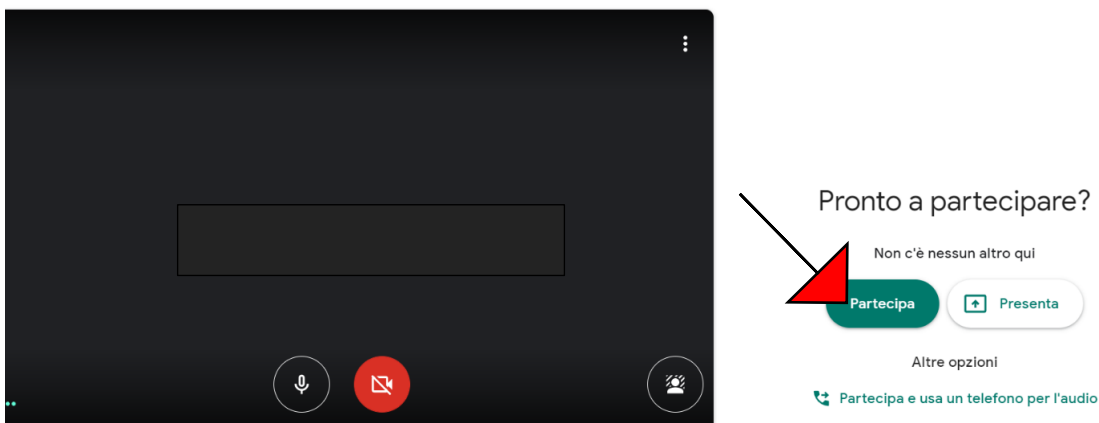 Pronto a partecipare?
Non c'è nessun altro qui
Partecipa
Presenta
Altre opzioni
Partecipa e usa un telefono per l'audio